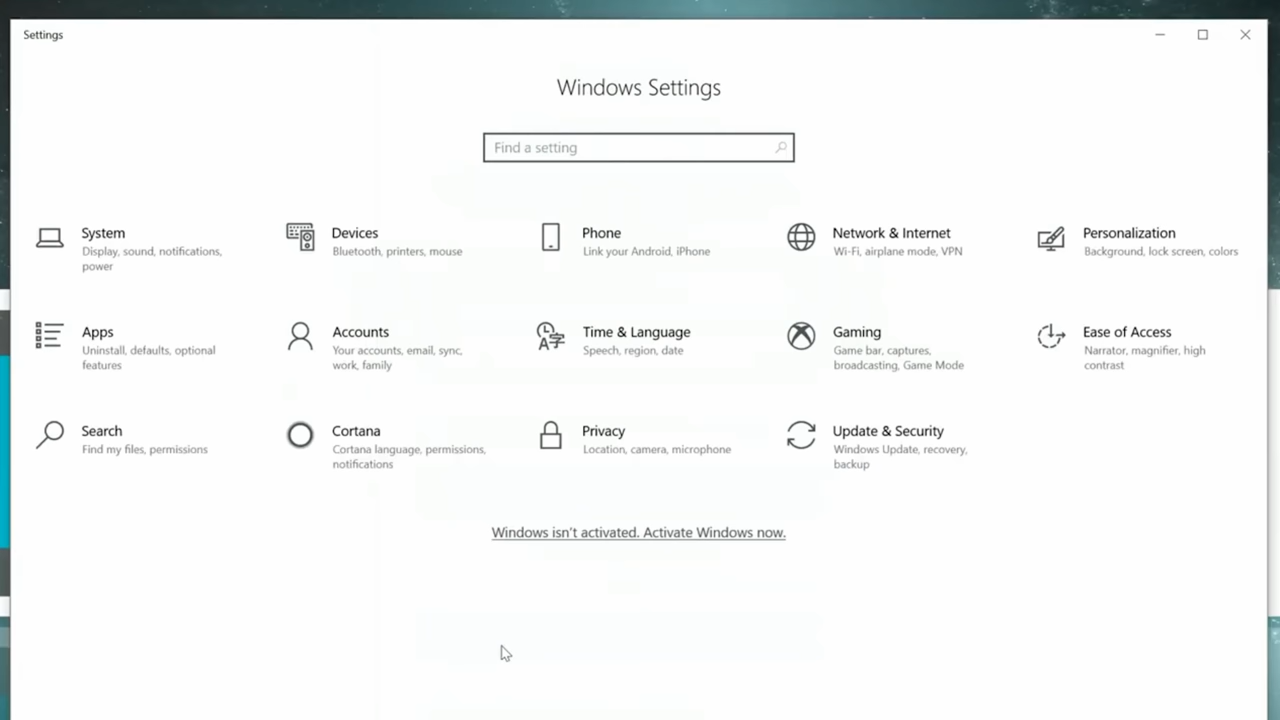 Settings
Windows Settings
Find a setting
System
Display, sound, notifications,
power
Devices
Bluetooth, printers, mouse
Phone
Link your Android, iPhone
Network & Internet
Wi-Fi, airplane mode, VPN
Personalization
Background, lock screen, colors
Apps
Uninstall, defaults, optional
features
Accounts
Your accounts, email, sync,
work, family
Time & Language
Speech, region, date
Gaming
Game bar, captures,
broadcasting, Game Mode
Ease of Access
Narrator, magnifier, high
contrast
Search
Find my files, permissions
Cortana
Cortana language, permissions,
notifications
Privacy
Location, camera, microphone
Update & Security
Windows Update, recovery,
backup
Windows isn't activated. Activate Windows now.